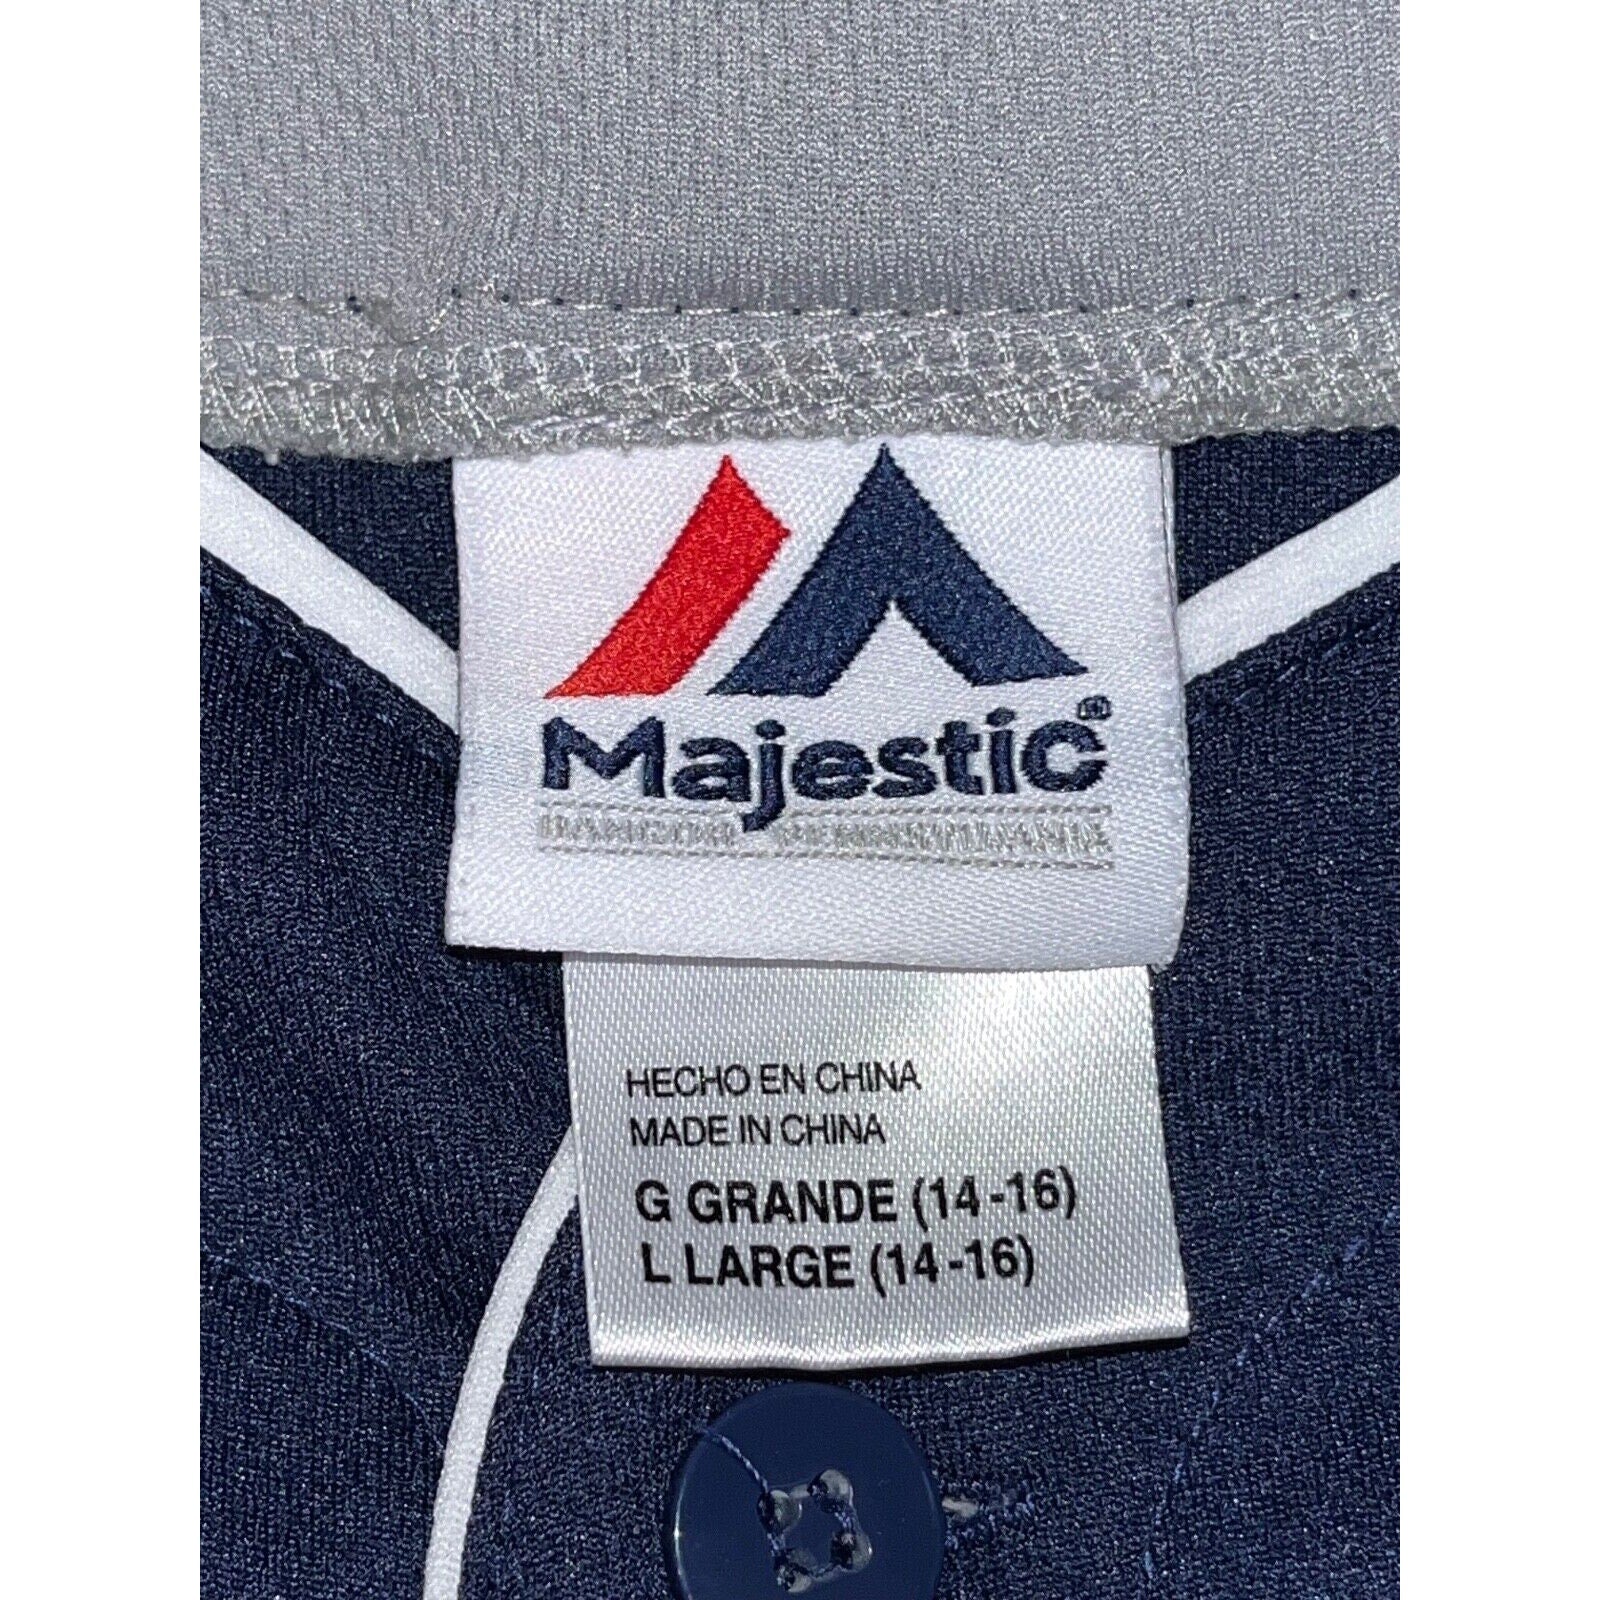 Majestic®
HECHO EN CHINA
MADE IN CHINA
G GRANDE (14-16)
L LARGE (14-16)